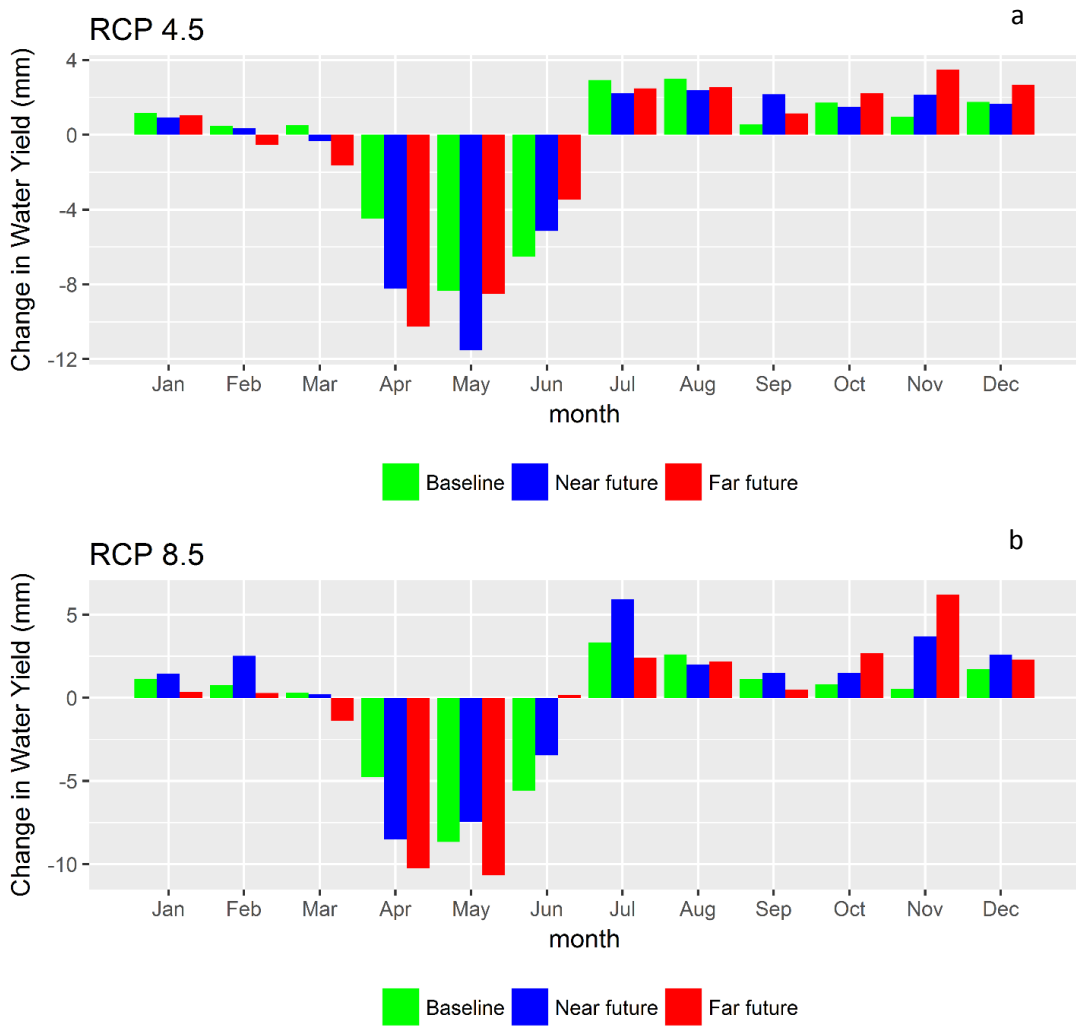 RCP 4.5
a
Change in Water Yield (mm)
4
0
-4
-8
-12
Jan Feb Mar Apr May Jun Jul Aug Sep Oct Nov Dec
month
Baseline Near future Far future
RCP 8.5
b
Change in Water Yield (mm)
5
0
-5
-10
Jan Feb Mar Apr May Jun Jul Aug Sep Oct Nov Dec
month
Baseline Near future Far future